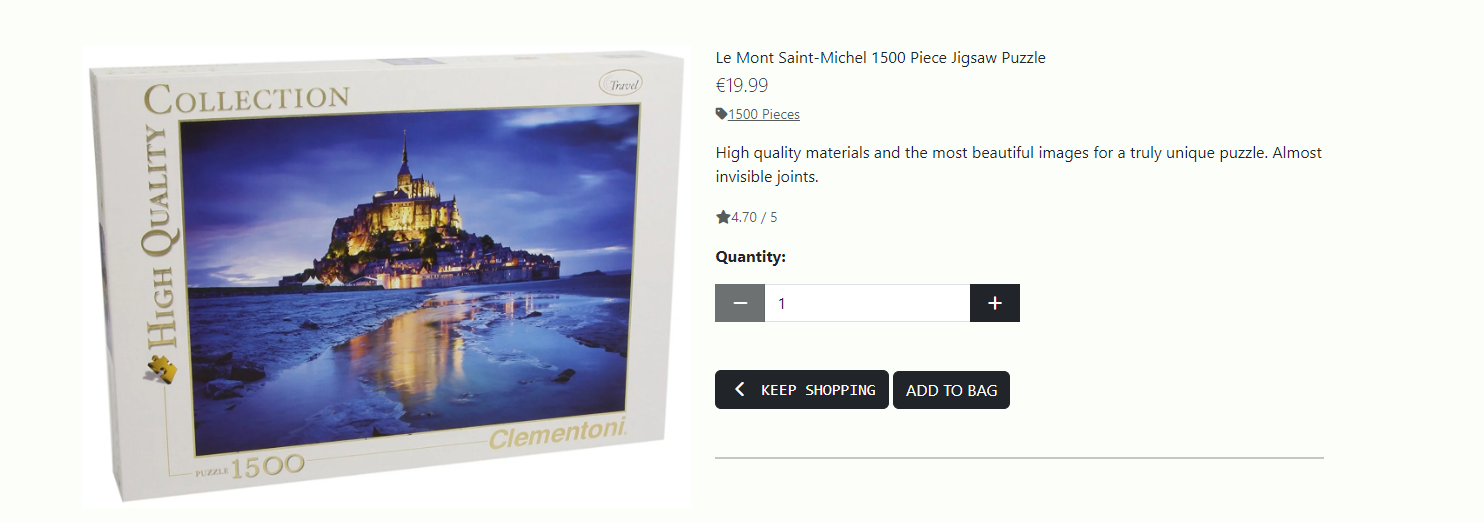 COLLECTION
Travel
HIGH QUALITY
Clementoni
PUZZLE 1500
Le Mont Saint-Michel 1500 Piece Jigsaw Puzzle
€19.99
1500 Pieces
High quality materials and the most beautiful images for a truly unique puzzle. Almost
invisible joints.
4.70 / 5
Quantity:
1
KEEP SHOPPING
ADD TO BAG